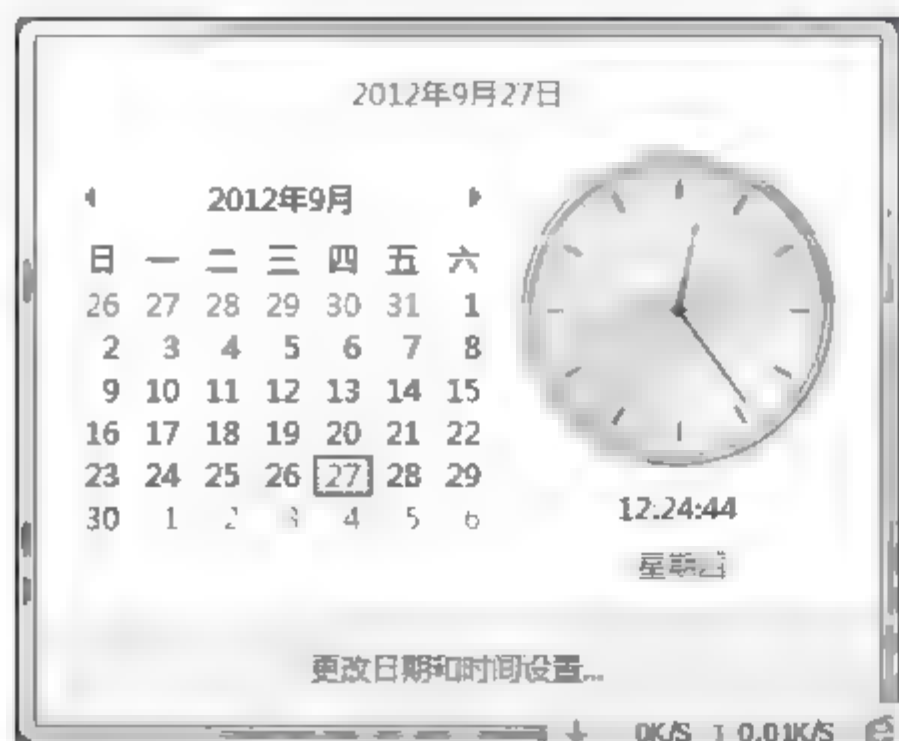 2012年9月27日
2012年9月
日 一 二 三 四 五 六
26 27 28 29 30 31 1
2 3 4 5 6 7 8
9 10 11 12 13 14 15
16 17 18 19 20 21 22
23 24 25 26 27 28 29
30 1 2 3 4 5 6
12:24:44
星期四
更改日期和时间设置...
0K/S 0.01K/S